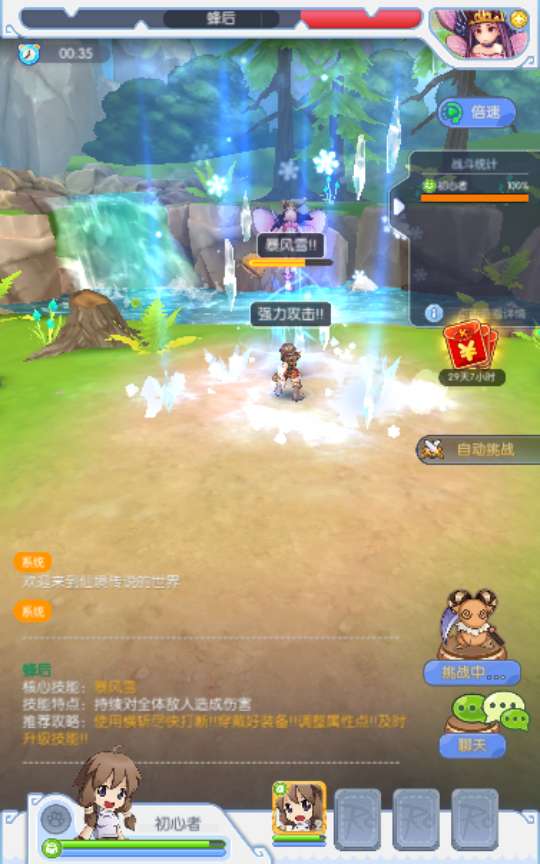 蜂后
00:35
倍速
战斗统计
初心者 100%
暴风雪!!
强力攻击!!
29天7小时
自动挑战
系统
欢迎来到仙境传说的世界
系统
蜂后
核心技能：暴风雪
技能特点：持续对全体敌人造成伤害
推荐攻略：使用横斩尽快打断!!穿戴好装备!!调整属性点!!及时
升级技能!!
挑战中...
聊天
初心者